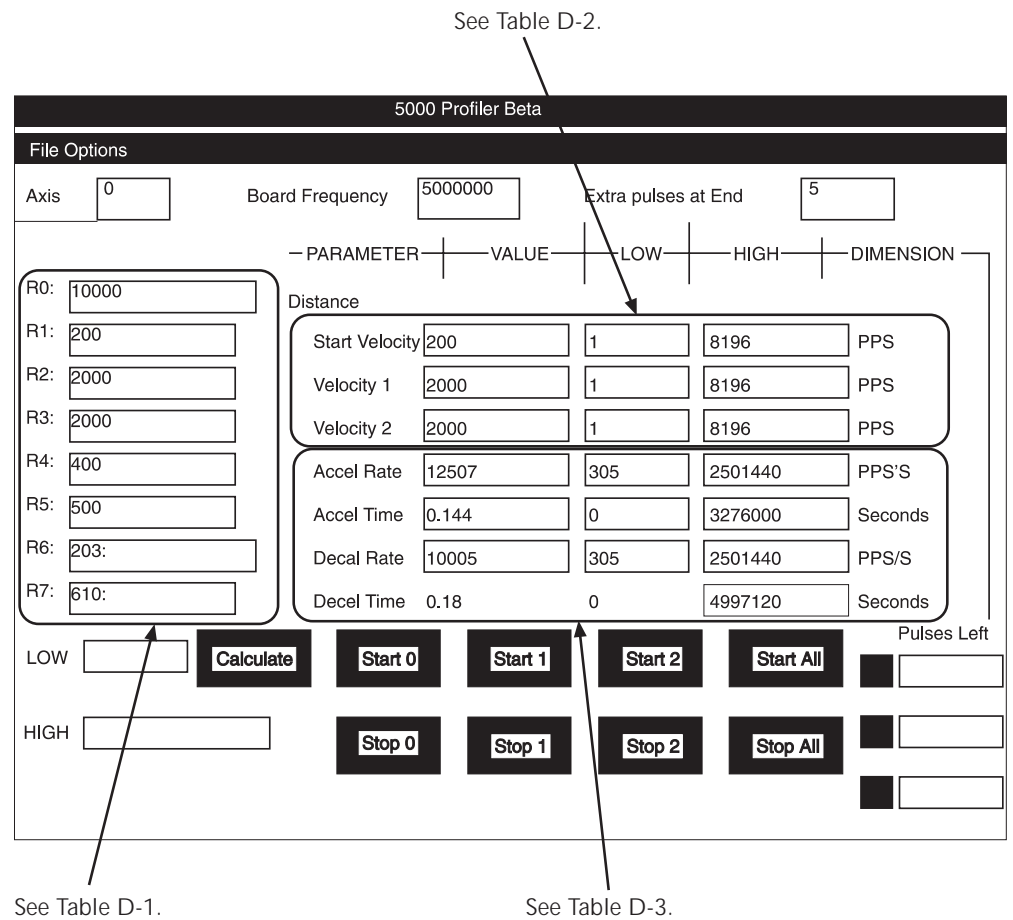 See Table D-2.
5000 Profiler Beta
File Options
Axis 0 Board Frequency 5000000 Extra pulses at End 5
PARAMETER VALUE LOW HIGH DIMENSION
R0: 10000
Distance
R1: 200 Start Velocity 200 1 8196 PPS
R2: 2000 Velocity 1 2000 1 8196 PPS
R3: 2000 Velocity 2 2000 1 8196 PPS
R4: 400 Accel Rate 12507 305 2501440 PPS'S
R5: 500 Accel Time 0.144 0 3276000 Seconds
R6: 203: Decal Rate 10005 305 2501440 PPS/S
R7: 610: Decel Time 0.18 0 4997120 Seconds
Pulses Left
LOW Calculate Start 0 Start 1 Start 2 Start All
HIGH Stop 0 Stop 1 Stop 2 Stop All
See Table D-1. See Table D-3.